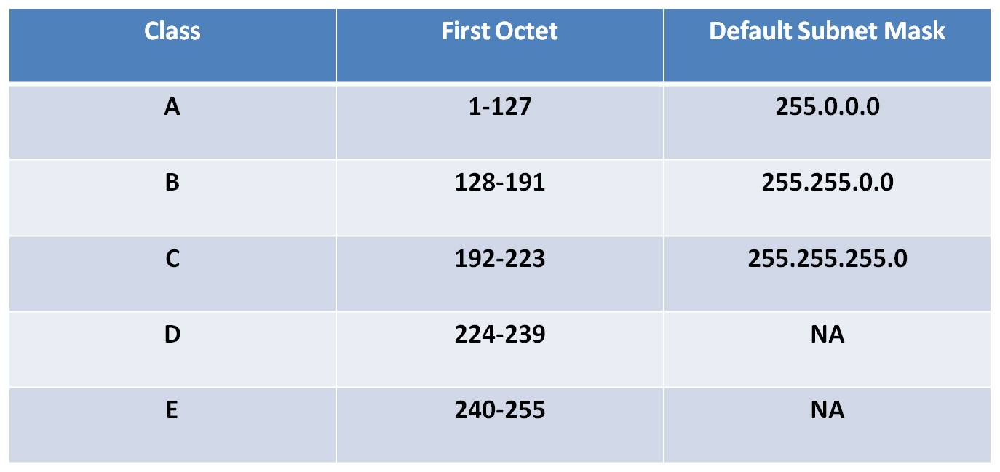 Class First Octet Default Subnet Mask
A 1-127 255.0.0.0
B 128-191 255.255.0.0
C 192-223 255.255.255.0
D 224-239 NA
E 240-255 NA